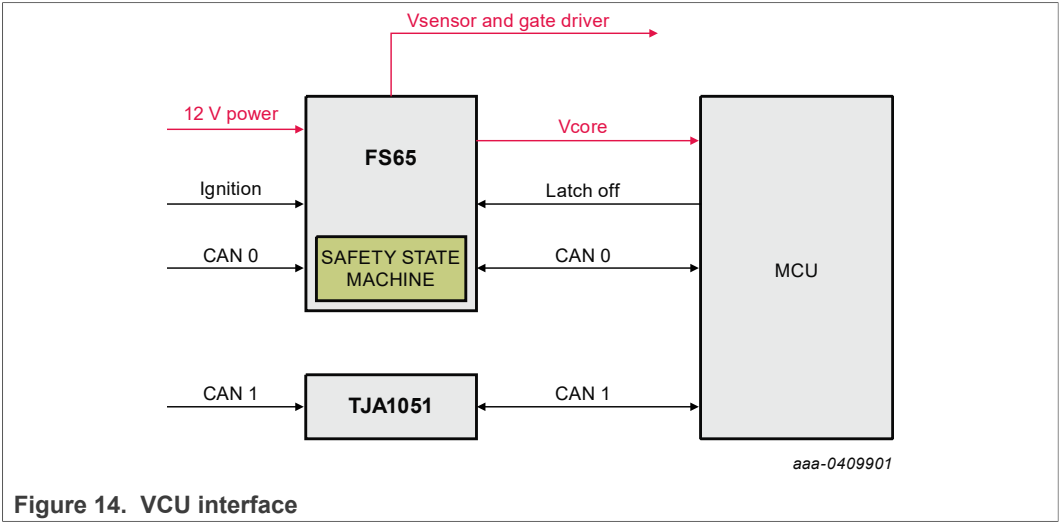 Vsensor and gate driver
12 V power
Vcore
FS65
Ignition
Latch off
CAN 0
SAFETY STATE
MACHINE
CAN 0
MCU
CAN 1
TJA1051
CAN 1
aaa-0409901
Figure 14. VCU interface